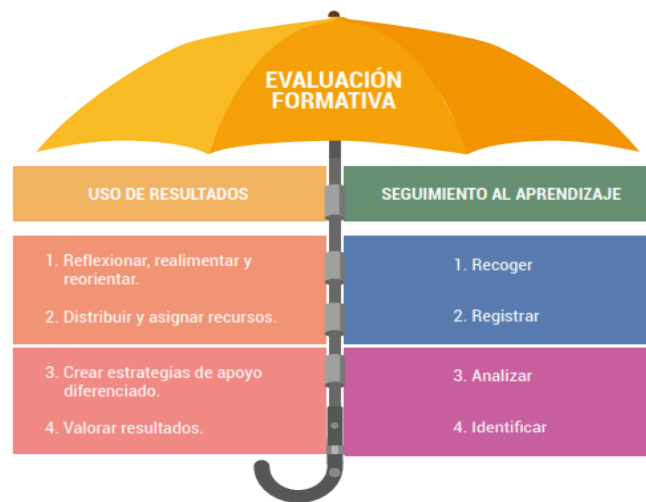 EVALUACIÓN
FORMATIVA
USO DE RESULTADOS
1. Reflexionar, realimentar y
reorientar.
2. Distribuir y asignar recursos.
3. Crear estrategias de apoyo
diferenciado.
4. Valorar resultados.
SEGUIMIENTO AL APRENDIZAJE
1. Recoger
2. Registrar
3. Analizar
4. Identificar